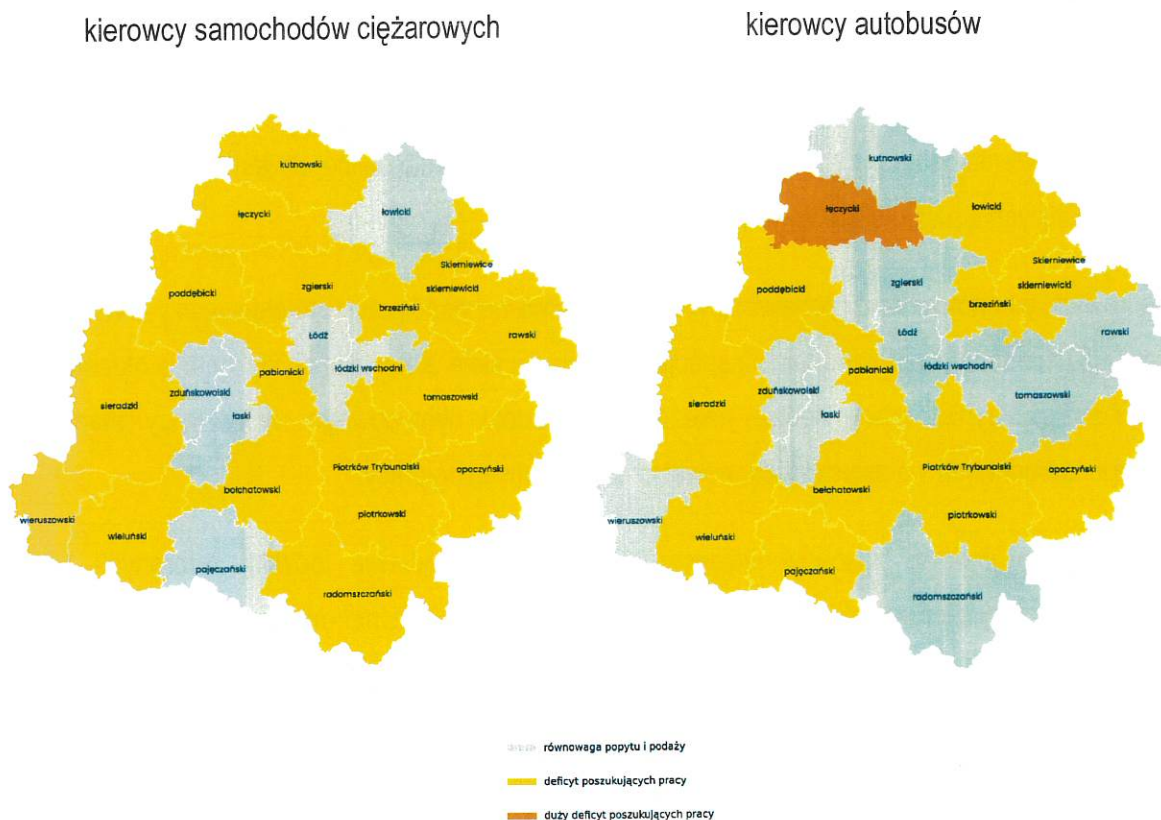 kierowcy samochodów ciężarowych
kierowcy autobusów
kutnowski
łowicki
łęczycki
Skierniewice
skierniewicki
zgierski
poddębicki
brzeziński
rawski
Łódź
łódzki wschodni
pabianicki
zduńskowolski
tomaszowski
sieradzki
łaski
Piotrków Trybunalski
opoczyński
bełchatowski
piotrkowski
wieruszowski
wieluński
pajęczański
radomszczański
kutnowski
łęczycki
łowicki
Skierniewice
skierniewicki
poddębicki
zgierski
brzeziński
rawski
Łódź
łódzki wschodni
pabianicki
zduńskowolski
tomaszowski
sieradzki
łaski
Piotrków Trybunalski
opoczyński
bełchatowski
piotrkowski
wieruszowski
wieluński
pajęczański
radomszczański
równowaga popytu i podaży
deficyt poszukujących pracy
duży deficyt poszukujących pracy